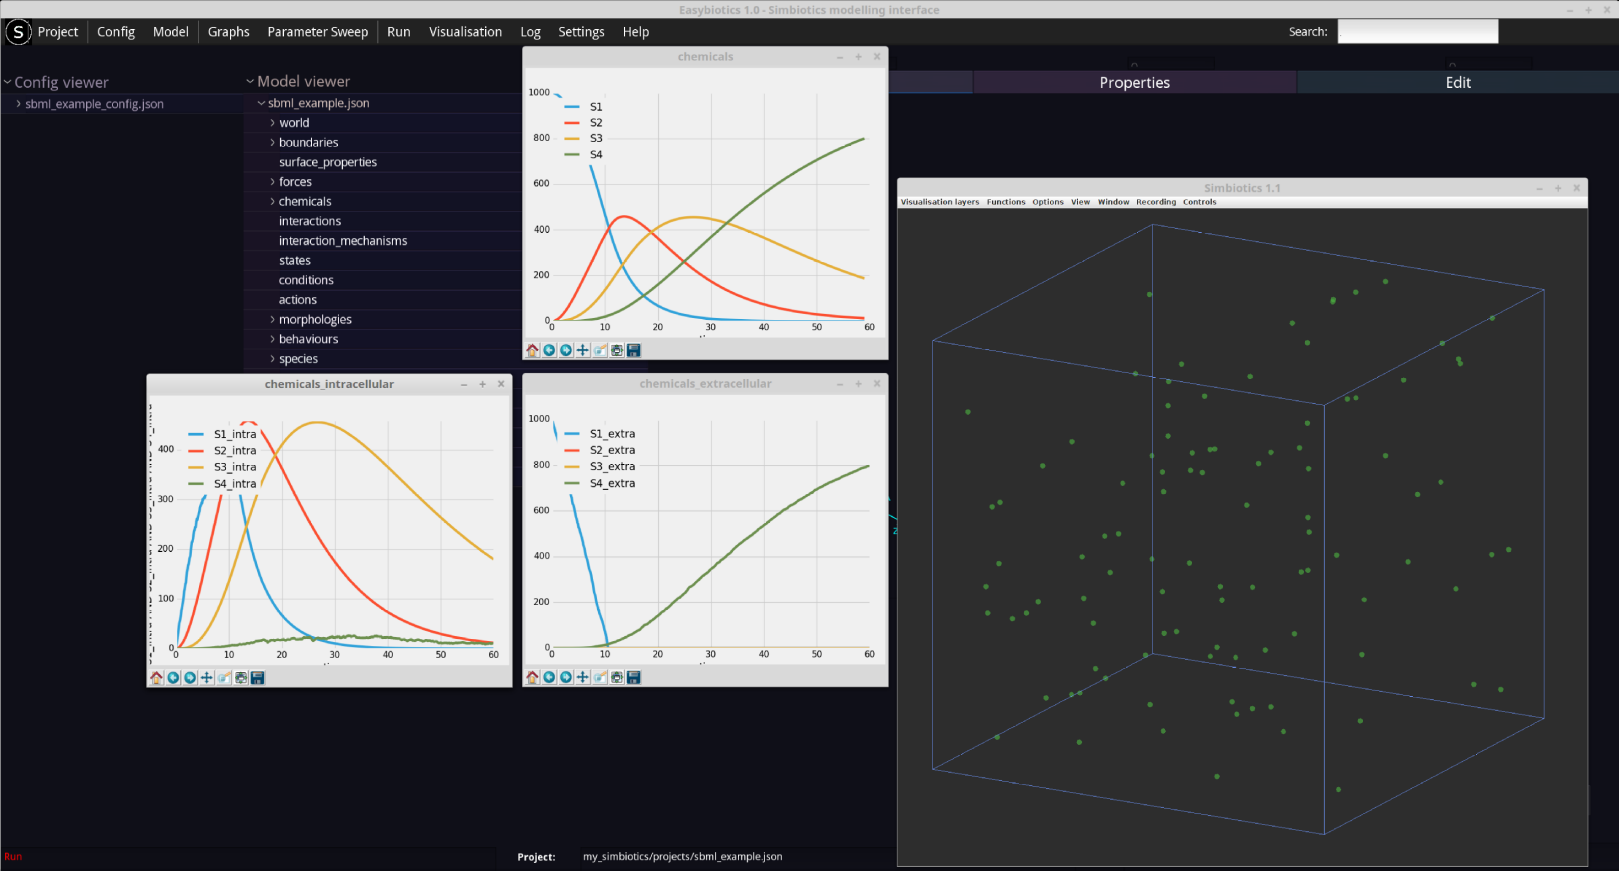 Easybiotics 1.0 - Simbiotics modelling interface
S Project Config Model Graphs Parameter Sweep Run Visualisation Log Settings Help Search:
Config viewer
sbml_example_config.json
Model viewer
sbml_example.json
world
boundaries
surface_properties
forces
chemicals
interactions
interaction_mechanisms
states
conditions
actions
morphologies
behaviours
species
Properties
Edit
chemicals
1000
800
600
400
200
0
S1
S2
S3
S4
0 10 20 30 40 50 60
chemicals_intracellular
400
300
200
100
0
S1_intra
S2_intra
S3_intra
S4_intra
0 10 20 30 40 50 60
chemicals_extracellular
1000
800
600
400
200
0
S1_extra
S2_extra
S3_extra
S4_extra
0 10 20 30 40 50 60
z
Simbiotics 1.1
Visualisation layers Functions Options View Window Recording Controls
Run
Project: my_simbiotics/projects/sbml_example.json